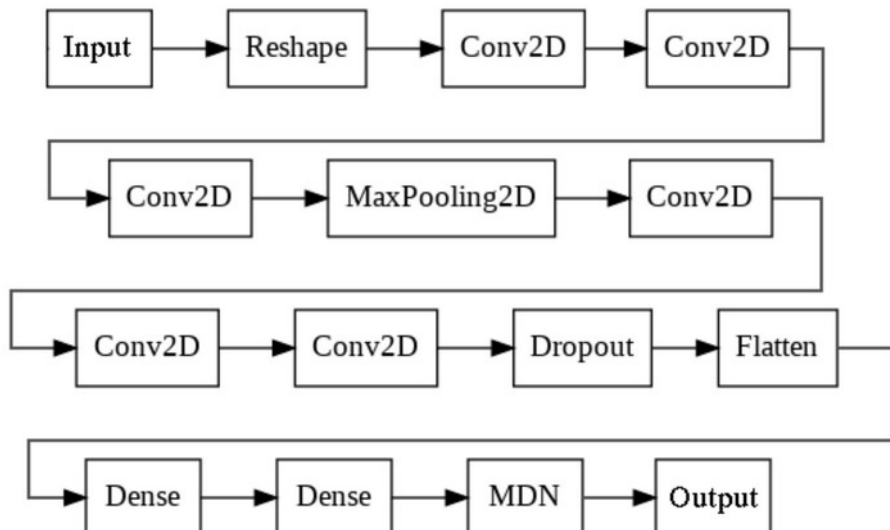 Input Reshape Conv2D Conv2D
Conv2D MaxPooling2D Conv2D
Conv2D Conv2D Dropout Flatten
Dense Dense MDN Output